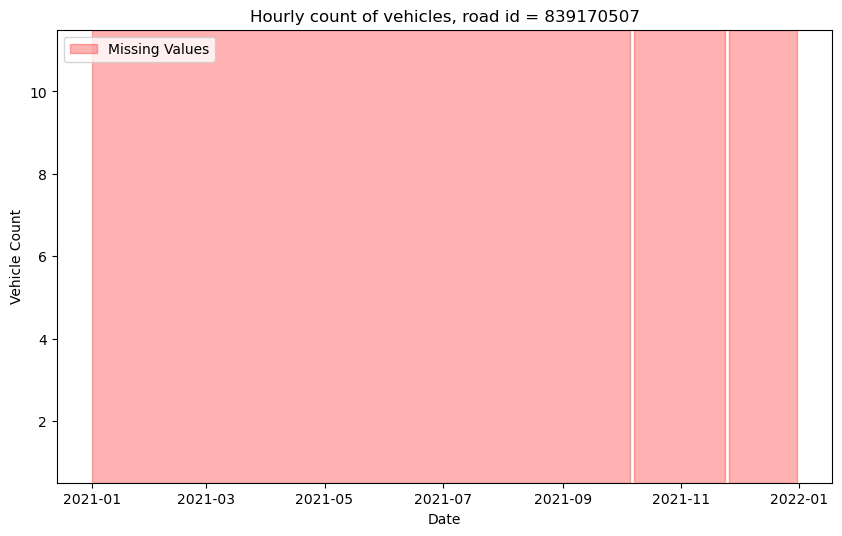 Hourly count of vehicles, road id = 839170507
Missing Values
10
8
6
4
2
Vehicle Count
2021-01 2021-03 2021-05 2021-07 2021-09 2021-11 2022-01
Date